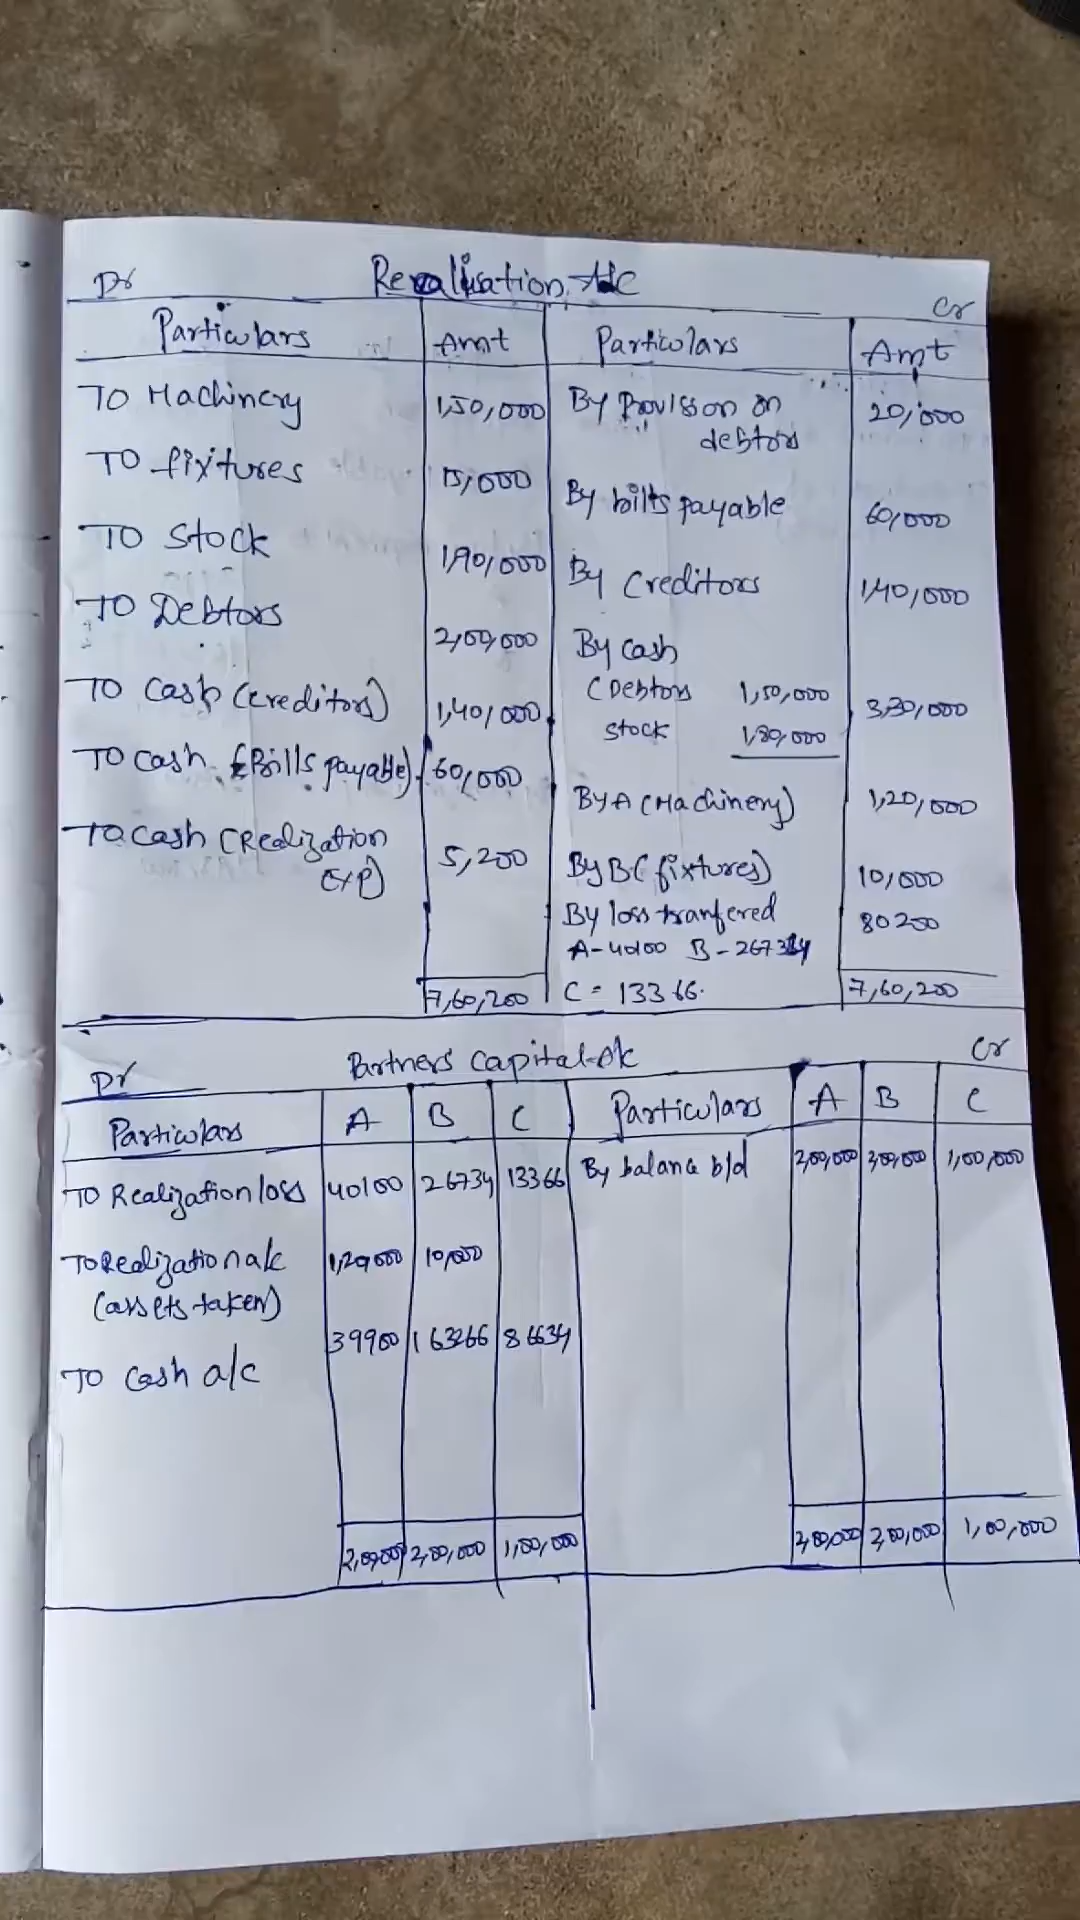 Dr Realisation A/c Cr
Particulars Amt Particulars Amt
To Machinery 1,50,000 By Provission on debtors 20,000
To fixtures 15,000 By bills payable 60,000
To Stock 1,90,000 By Creditors 1,40,000
To Debtors 2,00,000 By cash
To Cash (creditors) 1,40,000 (Debtors 1,50,000 3,30,000
stock 1,80,000
To Cash (Bills payable) 60,000 By A (Machinery) 1,20,000
To cash (Realization Exp) 5,200 By B (fixtures) 10,000
By loss tranfered 80200
A-40100 B-26734
7,60,200 C = 13366. 7,60,200
Dr Partners Capital A/c Cr
Particulars A B C Particulars A B C
To Realization loss 40100 26734 13366 By balance b/d 2,00,000 2,00,000 1,00,000
To Realization a/c 1,20,000 10,000
(assets taken)
To Cash a/c 39900 163266 86634
2,00,000 2,00,000 1,00,000 2,00,000 2,00,000 1,00,000